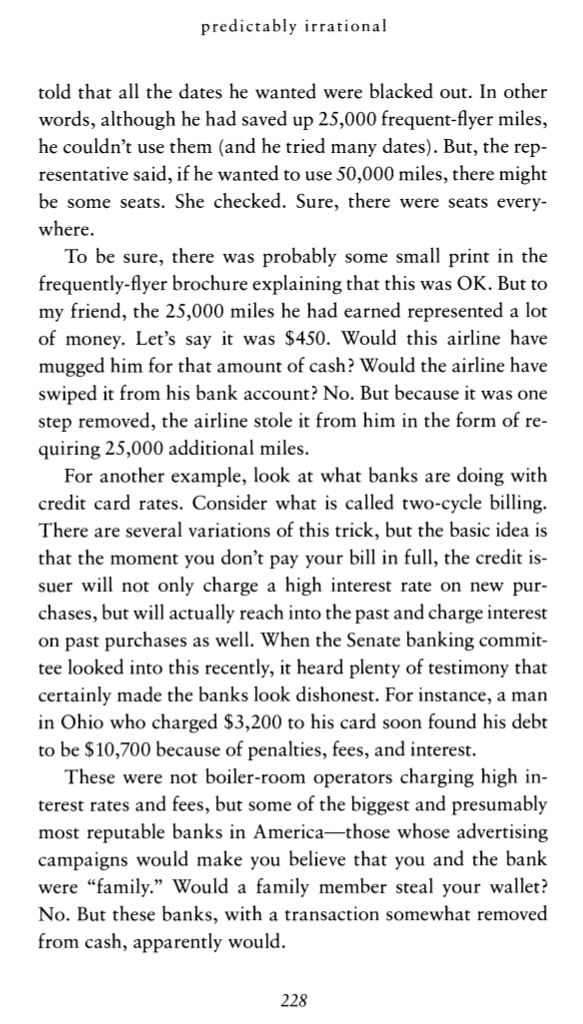 predictably irrational
told that all the dates he wanted were blacked out. In other
words, although he had saved up 25,000 frequent-flyer miles,
he couldn't use them (and he tried many dates). But, the rep-
resentative said, if he wanted to use 50,000 miles, there might
be some seats. She checked. Sure, there were seats every-
where.
To be sure, there was probably some small print in the
frequently-flyer brochure explaining that this was OK. But to
my friend, the 25,000 miles he had earned represented a lot
of money. Let's say it was $450. Would this airline have
mugged him for that amount of cash? Would the airline have
swiped it from his bank account? No. But because it was one
step removed, the airline stole it from him in the form of re-
quiring 25,000 additional miles.
For another example, look at what banks are doing with
credit card rates. Consider what is called two-cycle billing.
There are several variations of this trick, but the basic idea is
that the moment you don't pay your bill in full, the credit is-
suer will not only charge a high interest rate on new pur-
chases, but will actually reach into the past and charge interest
on past purchases as well. When the Senate banking commit-
tee looked into this recently, it heard plenty of testimony that
certainly made the banks look dishonest. For instance, a man
in Ohio who charged $3,200 to his card soon found his debt
to be $10,700 because of penalties, fees, and interest.
These were not boiler-room operators charging high in-
terest rates and fees, but some of the biggest and presumably
most reputable banks in America—those whose advertising
campaigns would make you believe that you and the bank
were “family.” Would a family member steal your wallet?
No. But these banks, with a transaction somewhat removed
from cash, apparently would.
228